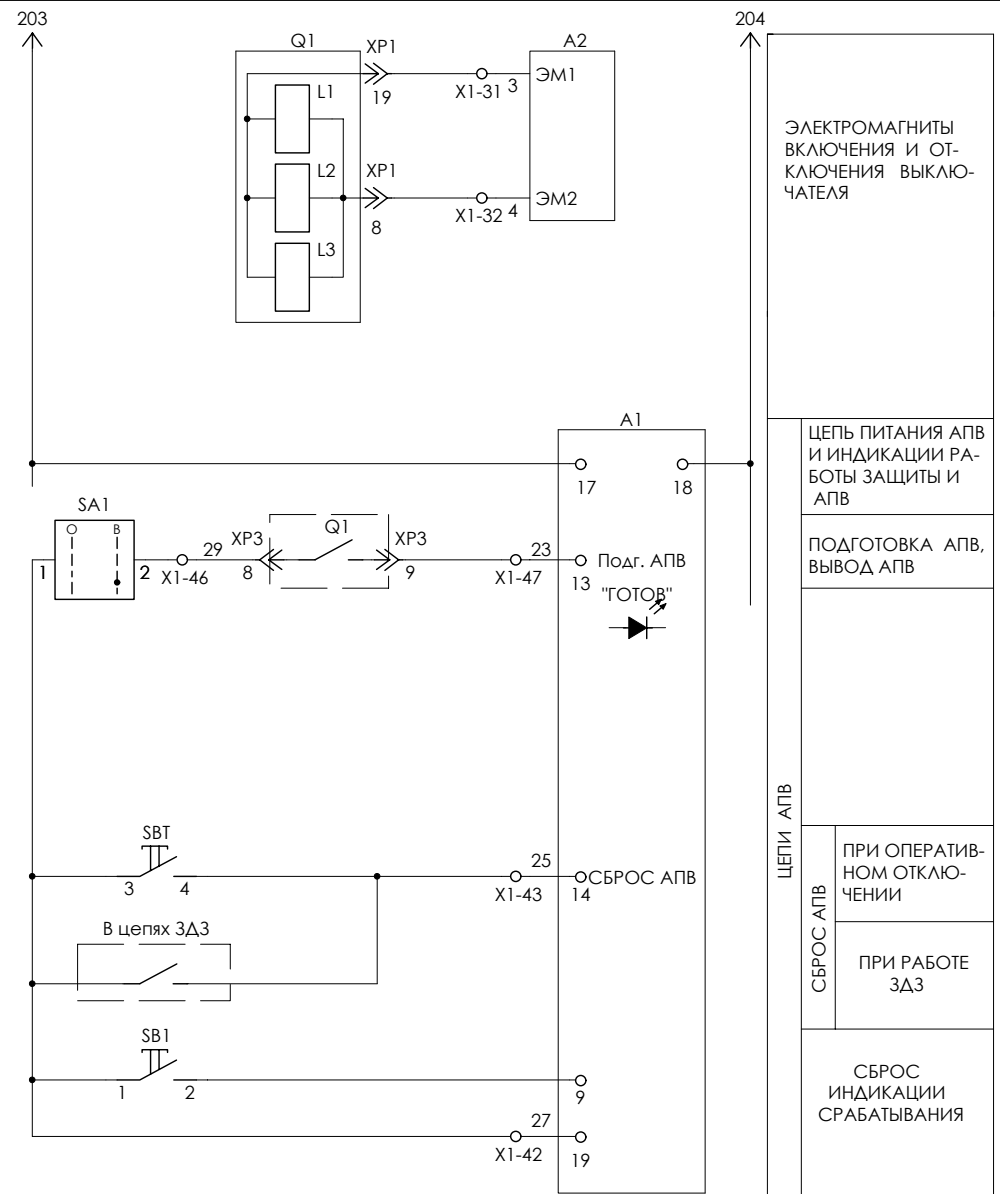 203
204
Q1
XP1
A2
L1
19
X1-31
3
ЭМ1
ЭЛЕКТРОМАГНИТЫ
ВКЛЮЧЕНИЯ И ОТ-
КЛЮЧЕНИЯ ВЫКЛЮ-
ЧАТЕЛЯ
L2
XP1
8
X1-32
4
ЭМ2
L3
A1
17
18
ЦЕПЬ ПИТАНИЯ АПВ
И ИНДИКАЦИИ РА-
БОТЫ ЗАЩИТЫ И
АПВ
SA1
O
B
1
2
29
X1-46
XP3
8
Q1
XP3
9
23
X1-47
13
Подг. АПВ
"ГОТОВ"
ПОДГОТОВКА АПВ,
ВЫВОД АПВ
ЦЕПИ АПВ
SBT
3
4
25
X1-43
14
СБРОС АПВ
СБРОС АПВ
ПРИ ОПЕРАТИВ-
НОМ ОТКЛЮ-
ЧЕНИИ
В цепях ЗДЗ
ПРИ РАБОТЕ
ЗДЗ
SB1
1
2
9
27
X1-42
19
СБРОС
ИНДИКАЦИИ
СРАБАТЫВАНИЯ